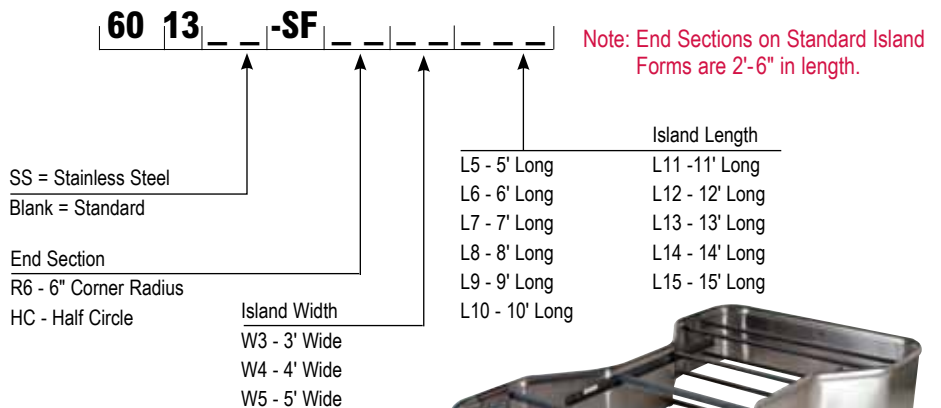 60 13_ _ -SF_ _ _ _ _ _ _
Note: End Sections on Standard Island
Forms are 2'-6" in length.
SS = Stainless Steel
Blank = Standard
End Section
R6 - 6" Corner Radius
HC - Half Circle
Island Width
W3 - 3' Wide
W4 - 4' Wide
W5 - 5' Wide
Island Length
L5 - 5' Long
L6 - 6' Long
L7 - 7' Long
L8 - 8' Long
L9 - 9' Long
L10 - 10' Long
L11 -11' Long
L12 - 12' Long
L13 - 13' Long
L14 - 14' Long
L15 - 15' Long